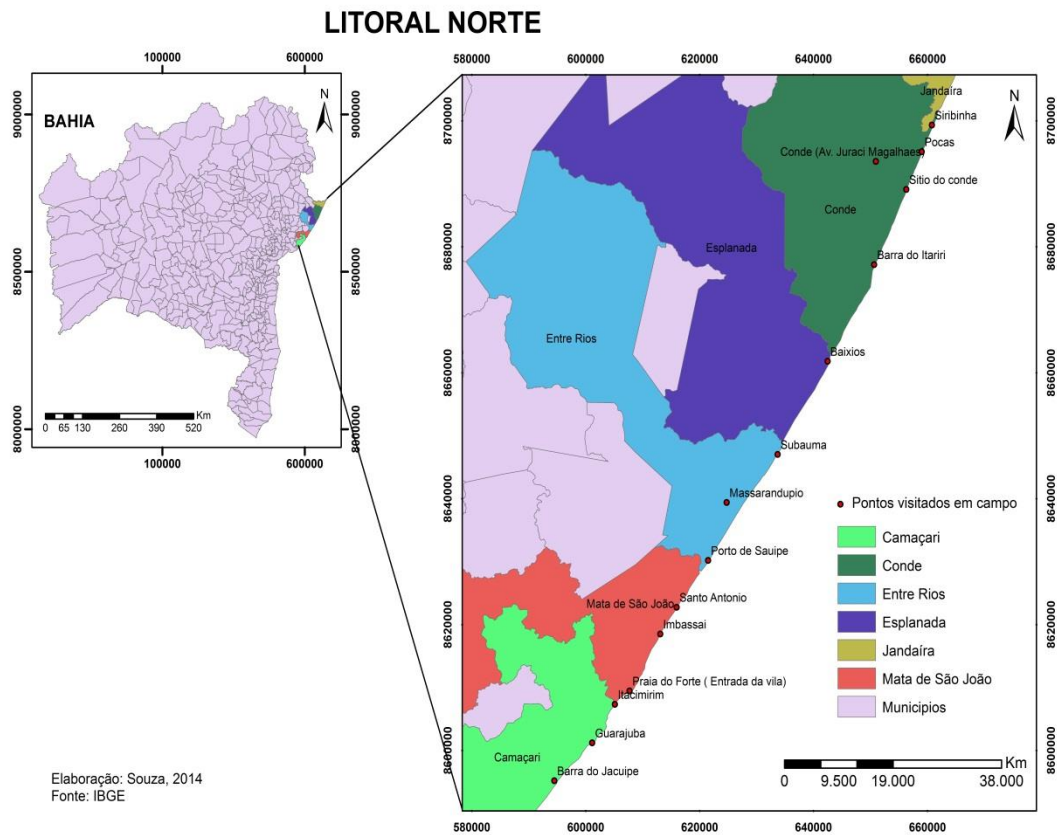 LITORAL NORTE
100000
600000
BAHIA
N
9000000
8500000
8000000
Km
0 65 130 260 390 520
100000
600000
580000
600000
620000
640000
660000
N
8700000
8680000
8660000
8640000
8620000
8600000
Jandaíra
Siribinha
Pocas
Conde (Av. Juraci Magalhaes)
Sítio do conde
Conde
Esplanada
Barra do Itariri
Entre Rios
Baixios
Subauma
Massarandupio
Porto de Sauipe
Mata de São João
Santo Antonio
Imbassai
Praia do Forte ( Entrada da vila)
Itacimirim
Guarajuba
Camaçari
Barra do Jacuipe
Pontos visitados em campo
Camaçari
Conde
Entre Rios
Esplanada
Jandaíra
Mata de São João
Municipios
Km
0 9.500 19.000 38.000
580000
600000
620000
640000
660000
8700000
8680000
8660000
8640000
8620000
8600000
Elaboração: Souza, 2014
Fonte: IBGE